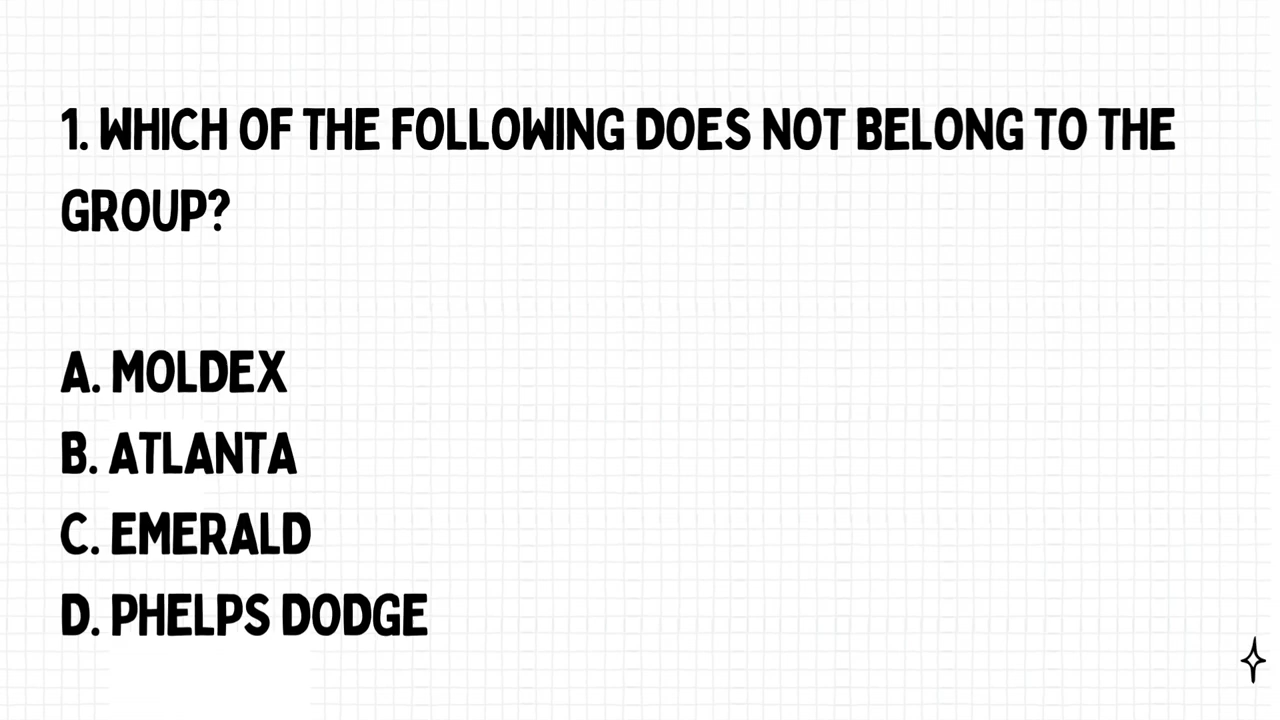 1. WHICH OF THE FOLLOWING DOES NOT BELONG TO THE
GROUP?
A. MOLDEX
B. ATLANTA
C. EMERALD
D. PHELPS DODGE